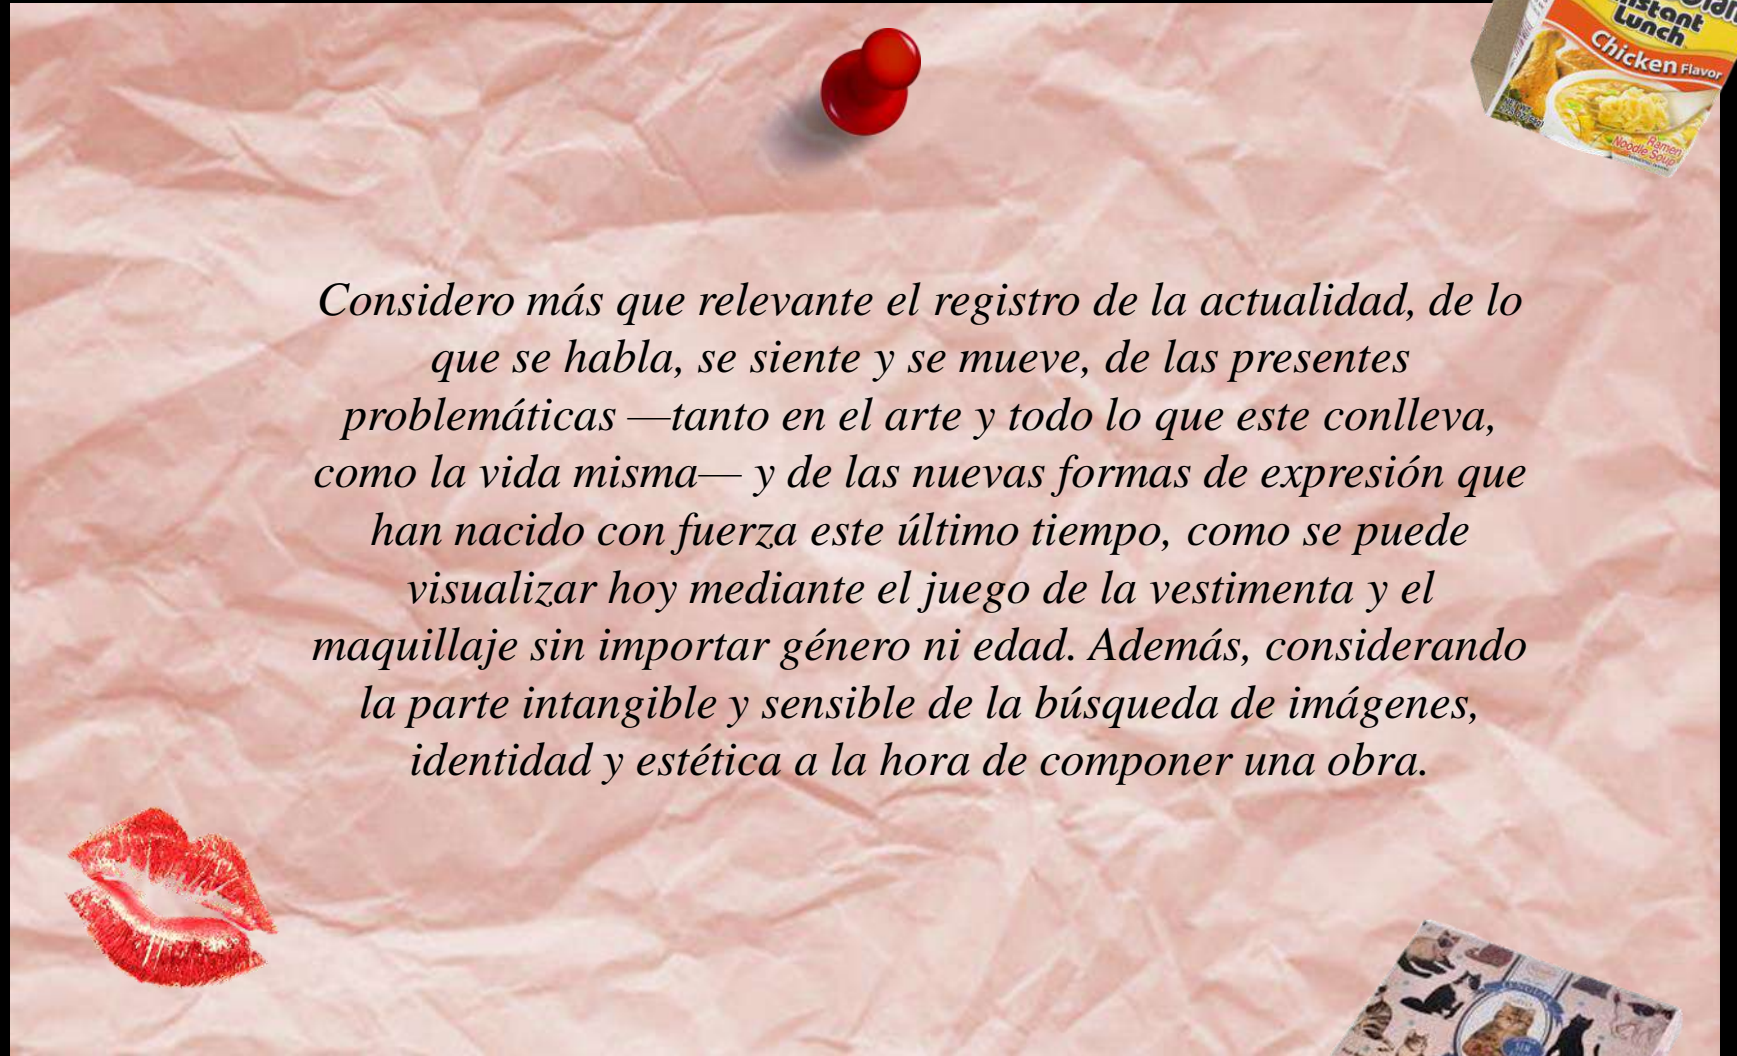 Instant
Lunch
Chicken Flavor
Ramen
Noodle Soup
Considero más que relevante el registro de la actualidad, de lo
que se habla, se siente y se mueve, de las presentes
problemáticas —tanto en el arte y todo lo que este conlleva,
como la vida misma— y de las nuevas formas de expresión que
han nacido con fuerza este último tiempo, como se puede
visualizar hoy mediante el juego de la vestimenta y el
maquillaje sin importar género ni edad. Además, considerando
la parte intangible y sensible de la búsqueda de imágenes,
identidad y estética a la hora de componer una obra.